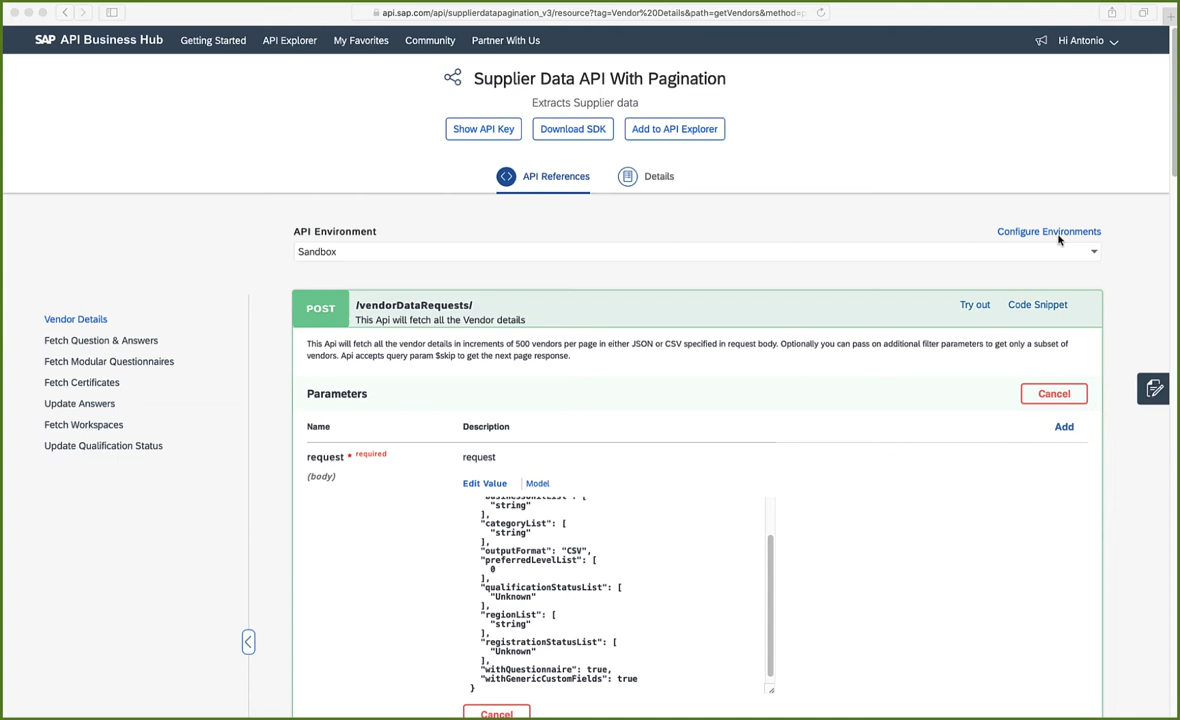 api.sap.com/api/supplierdatapagination_v3/resource?tag=Vendor%20Details&path=getVendors&method=p
SAP API Business Hub Getting Started API Explorer My Favorites Community Partner With Us Hi Antonio
Supplier Data API With Pagination
Extracts Supplier data
Show API Key Download SDK Add to API Explorer
API References Details
API Environment Configure Environments
Sandbox
POST /vendorDataRequests/ Try out Code Snippet
This Api will fetch all the Vendor details
Vendor Details
Fetch Question & Answers
Fetch Modular Questionnaires
Fetch Certificates
Update Answers
Fetch Workspaces
Update Qualification Status
This Api will fetch all the vendor details in increments of 500 vendors per page in either JSON or CSV specified in request body. Optionally you can pass on additional filter parameters to get only a subset of
vendors. Api accepts query param $skip to get the next page response.
Parameters Cancel
Name Description Add
request * required request
(body)
Edit Value | Model
"businessUnitList": [
"string"
],
"categoryList": [
"string"
],
"outputFormat": "CSV",
"preferredLevelList": [
0
],
"qualificationStatusList": [
"Unknown"
],
"regionList": [
"string"
],
"registrationStatusList": [
"Unknown"
],
"withQuestionnaire": true,
"withGenericCustomFields": true
}
Cancel